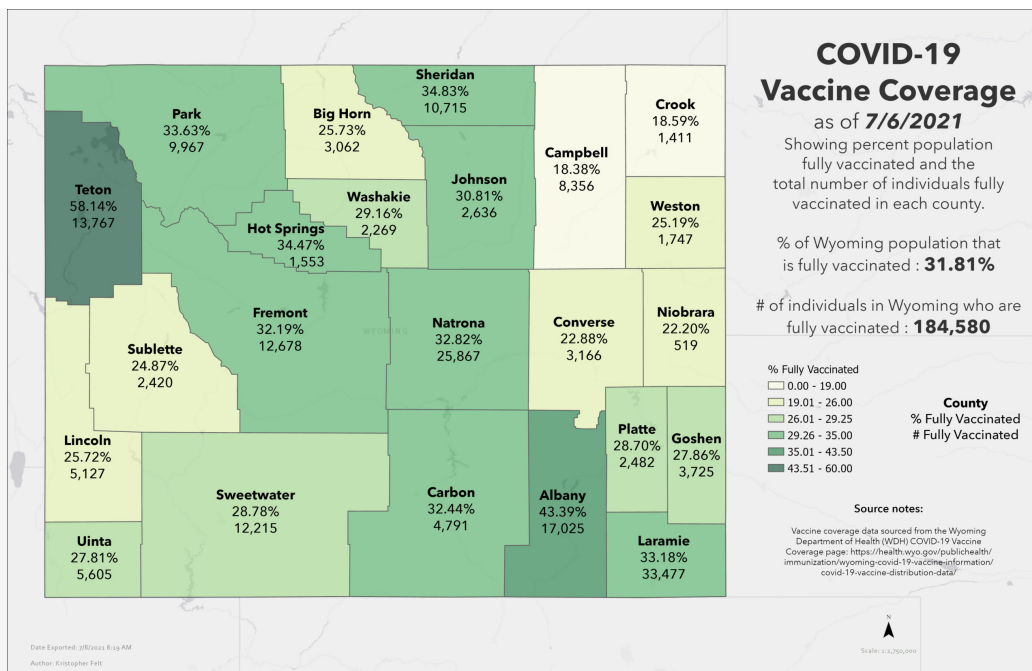 COVID-19
Vaccine Coverage
as of 7/6/2021
Showing percent population
fully vaccinated and the
total number of individuals fully
vaccinated in each county.
% of Wyoming population that
is fully vaccinated : 31.81%
# of individuals in Wyoming who are
fully vaccinated : 184,580
% Fully Vaccinated
0.00 - 19.00
19.01 - 26.00
26.01 - 29.25
29.26 - 35.00
35.01 - 43.50
43.51 - 60.00
County
% Fully Vaccinated
# Fully Vaccinated
Source notes:
Vaccine coverage data sourced from the Wyoming
Department of Health (WDH) COVID-19 Vaccine
Coverage page: https://health.wyo.gov/publichealth/
immunization/wyoming-covid-19-vaccine-information/
covid-19-vaccine-distribution-data/
N
Scale: 1:2,750,000
Teton
58.14%
13,767
Park
33.63%
9,967
Big Horn
25.73%
3,062
Sheridan
34.83%
10,715
Campbell
18.38%
8,356
Crook
18.59%
1,411
Washakie
29.16%
2,269
Johnson
30.81%
2,636
Weston
25.19%
1,747
Hot Springs
34.47%
1,553
Fremont
32.19%
12,678
WYOMING
Natrona
32.82%
25,867
Converse
22.88%
3,166
Niobrara
22.20%
519
Sublette
24.87%
2,420
Lincoln
25.72%
5,127
Platte
28.70%
2,482
Goshen
27.86%
3,725
Sweetwater
28.78%
12,215
Carbon
32.44%
4,791
Albany
43.39%
17,025
Uinta
27.81%
5,605
Laramie
33.18%
33,477
Date Exported: 7/8/2021 8:19 AM
Author: Kristopher Felt